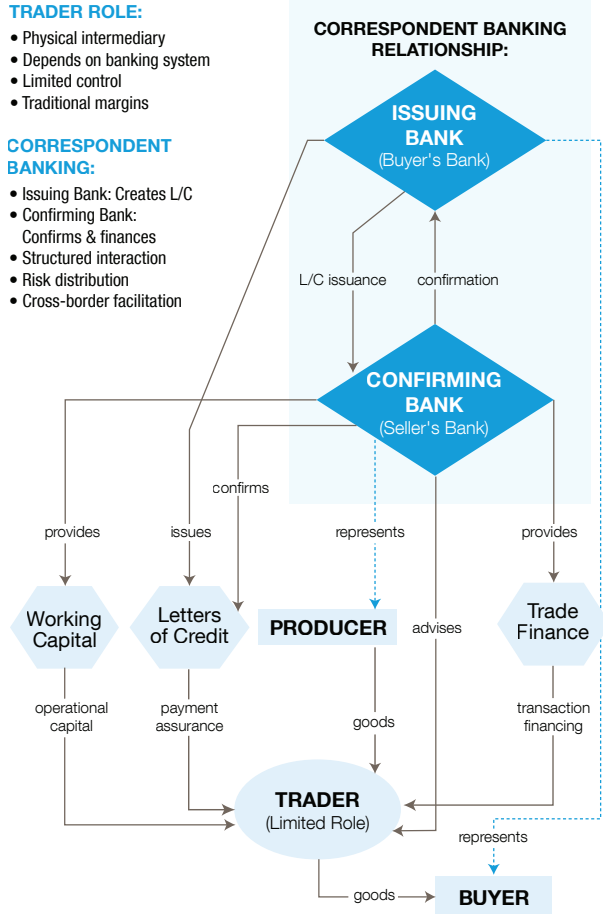 TRADER ROLE:
• Physical intermediary
• Depends on banking system
• Limited control
• Traditional margins
CORRESPONDENT
BANKING:
• Issuing Bank: Creates L/C
• Confirming Bank:
Confirms & finances
• Structured interaction
• Risk distribution
• Cross-border facilitation
CORRESPONDENT BANKING
RELATIONSHIP:
ISSUING
BANK
(Buyer's Bank)
L/C issuance
confirmation
CONFIRMING
BANK
(Seller's Bank)
confirms
provides
issues
represents
provides
Working
Capital
Letters
of Credit
PRODUCER
advises
Trade
Finance
operational
capital
payment
assurance
goods
transaction
financing
TRADER
(Limited Role)
represents
goods
BUYER